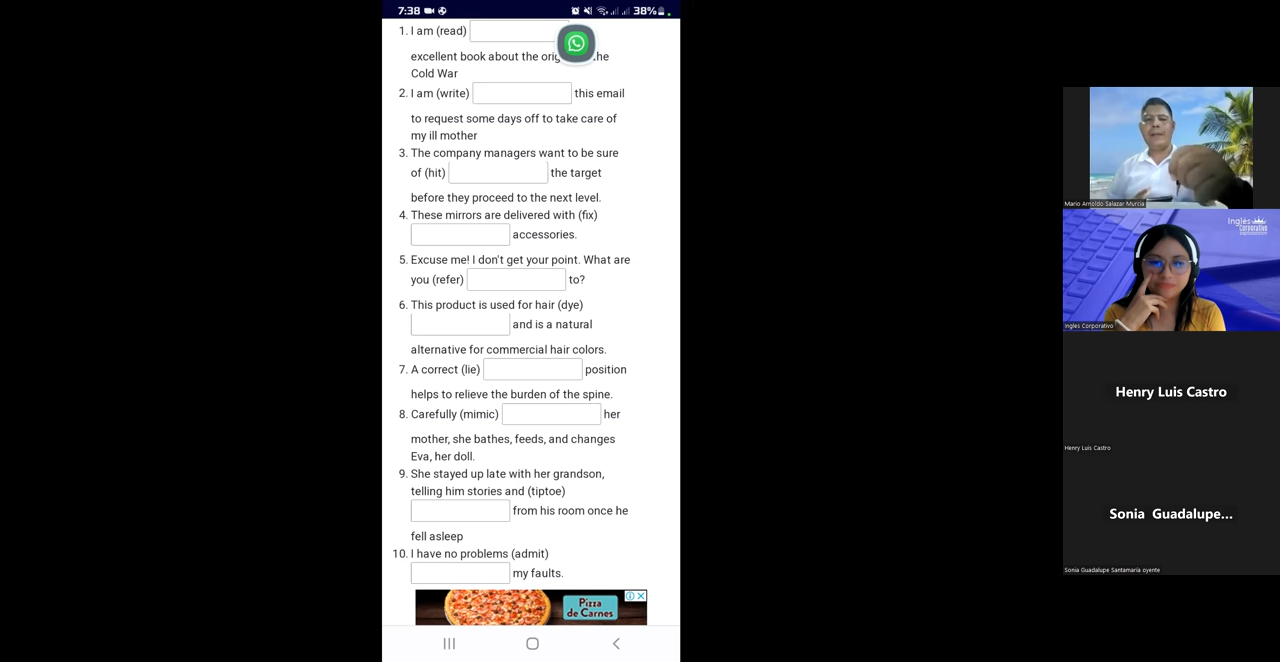 7:38 38%
1. I am (read)
excellent book about the orig he
Cold War
2. I am (write) this email
to request some days off to take care of
my ill mother
3. The company managers want to be sure
of (hit) the target
before they proceed to the next level.
4. These mirrors are delivered with (fix)
accessories.
5. Excuse me! I don't get your point. What are
you (refer) to?
6. This product is used for hair (dye)
and is a natural
alternative for commercial hair colors.
7. A correct (lie) position
helps to relieve the burden of the spine.
8. Carefully (mimic) her
mother, she bathes, feeds, and changes
Eva, her doll.
9. She stayed up late with her grandson,
telling him stories and (tiptoe)
from his room once he
fell asleep
10. I have no problems (admit)
my faults.
Pizza
de Carnes
Mario Arnoldo Salazar Murcia
Inglés
Corporativo
Ingles Corporativo
Henry Luis Castro
Henry Luis Castro
Sonia Guadalupe...
Sonia Guadalupe Santamaría oyente